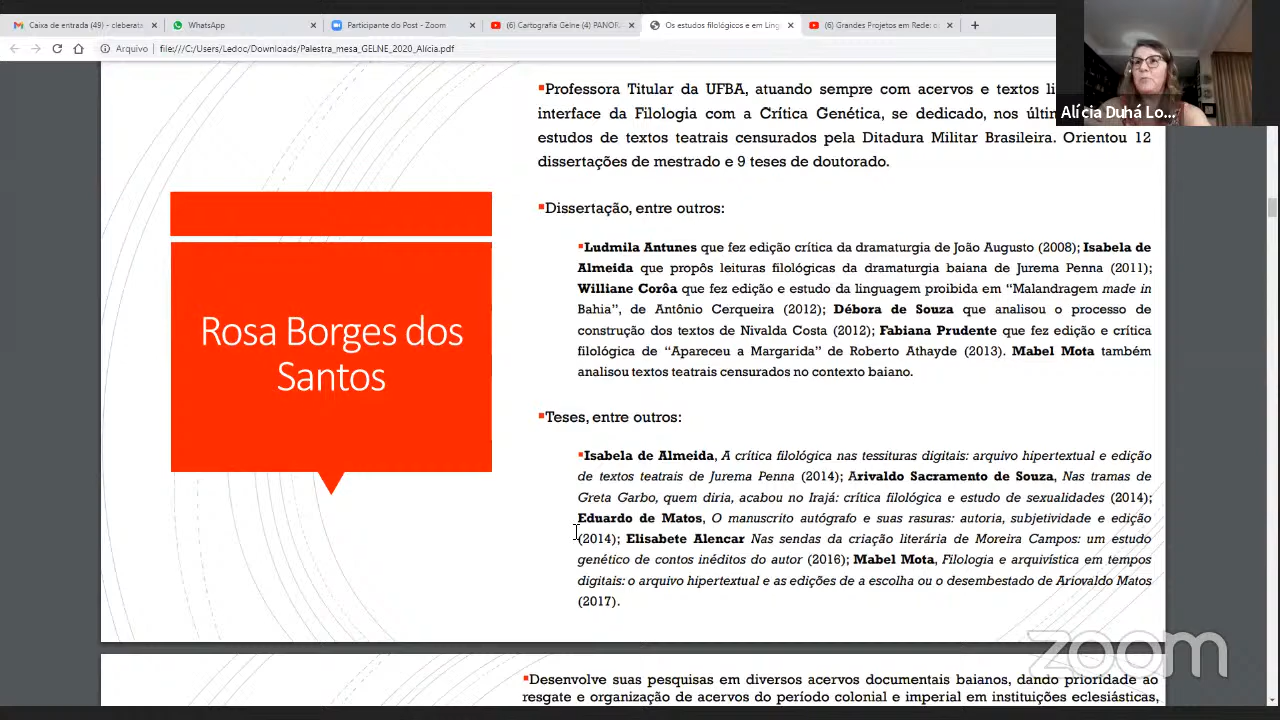 Caixa de entrada (49) - cleberata
WhatsApp
Participante do Post - Zoom
(6) Cartografia Gelne (4) PANOR
Os estudos filológicos e em Ling
(6) Grandes Projetos em Rede: d
Arquivo
file:///C:/Users/Ledoc/Downloads/Palestra_mesa_GELNE_2020_Alícia.pdf
Alícia Duhá Lo...
Rosa Borges dos
Santos
Professora Titular da UFBA, atuando sempre com acervos e textos
interface da Filologia com a Crítica Genética, se dedicado, nos
estudos de textos teatrais censurados pela Ditadura Militar Brasileira. Orientou 12
dissertações de mestrado e 9 teses de doutorado.
Dissertação, entre outros:
Ludmila Antunes que fez edição crítica da dramaturgia de João Augusto (2008); Isabela de
Almeida que propôs leituras filológicas da dramaturgia baiana de Jurema Penna (2011);
Williane Corôa que fez edição e estudo da linguagem proibida em “Malandragem made in
Bahia”, de Antônio Cerqueira (2012); Débora de Souza que analisou o processo de
construção dos textos de Nivalda Costa (2012); Fabiana Prudente que fez edição e crítica
filológica de “Apareceu a Margarida” de Roberto Athayde (2013). Mabel Mota também
analisou textos teatrais censurados no contexto baiano.
Teses, entre outros:
Isabela de Almeida, A crítica filológica nas tessituras digitais: arquivo hipertextual e edição
de textos teatrais de Jurema Penna (2014); Arivaldo Sacramento de Souza, Nas tramas de
Greta Garbo, quem diria, acabou no Irajá: crítica filológica e estudo de sexualidades (2014);
Eduardo de Matos, O manuscrito autógrafo e suas rasuras: autoria, subjetividade e edição
(2014); Elisabete Alencar Nas sendas da criação literária de Moreira Campos: um estudo
genético de contos inéditos do autor (2016); Mabel Mota, Filologia e arquivística em tempos
digitais: o arquivo hipertextual e as edições de a escolha ou o desembestado de Ariovaldo Matos
(2017).
zoom
Desenvolve suas pesquisas em diversos acervos documentais baianos, dando prioridade ao
resgate e organização de acervos do período colonial e imperial em instituições eclesiásticas,